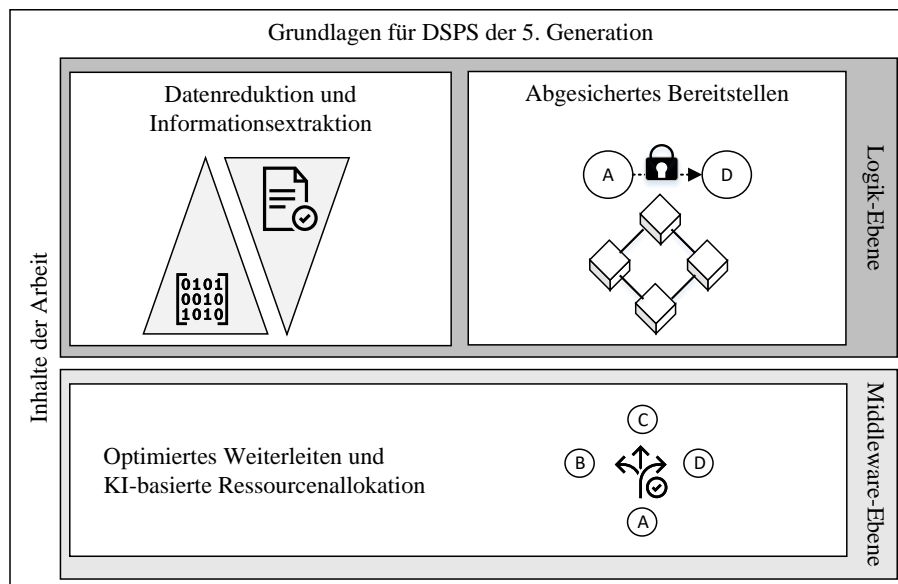 Grundlagen für DSPS der 5. Generation
Inhalte der Arbeit
Datenreduktion und
Informationsextraktion
0101
0010
1010
Abgesichertes Bereitstellen
A
D
Logik-Ebene
Optimiertes Weiterleiten und
KI-basierte Ressourcenallokation
C
B
D
A
Middleware-Ebene